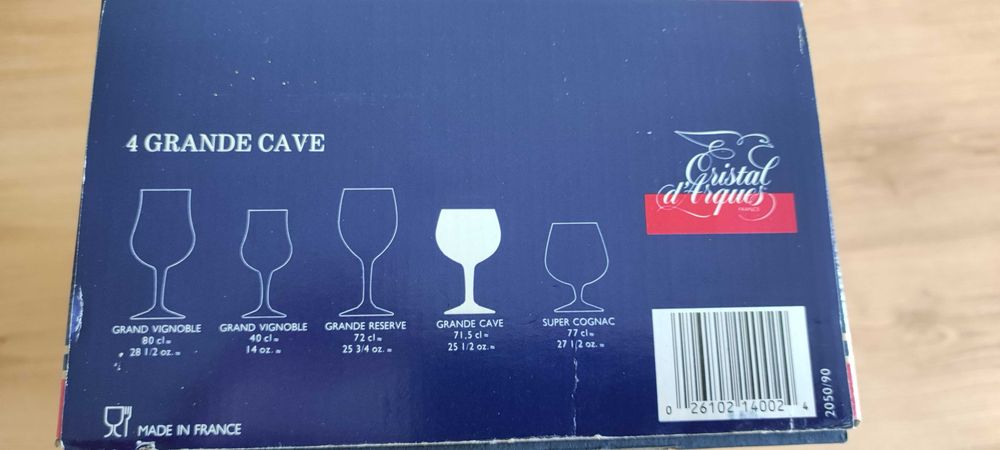 4 GRANDE CAVE
Cristal
d'Arques
FRANCE
GRAND VIGNOBLE
80 cl ≈
28 1/2 oz. ≈
GRAND VIGNOBLE
40 cl ≈
14 oz. ≈
GRANDE RESERVE
72 cl ≈
25 3/4 oz. ≈
GRANDE CAVE
71.5 cl ≈
25 1/2 oz. ≈
SUPER COGNAC
77 cl ≈
27 1/2 oz. ≈
0 26102 14002 4
2050/90
MADE IN FRANCE